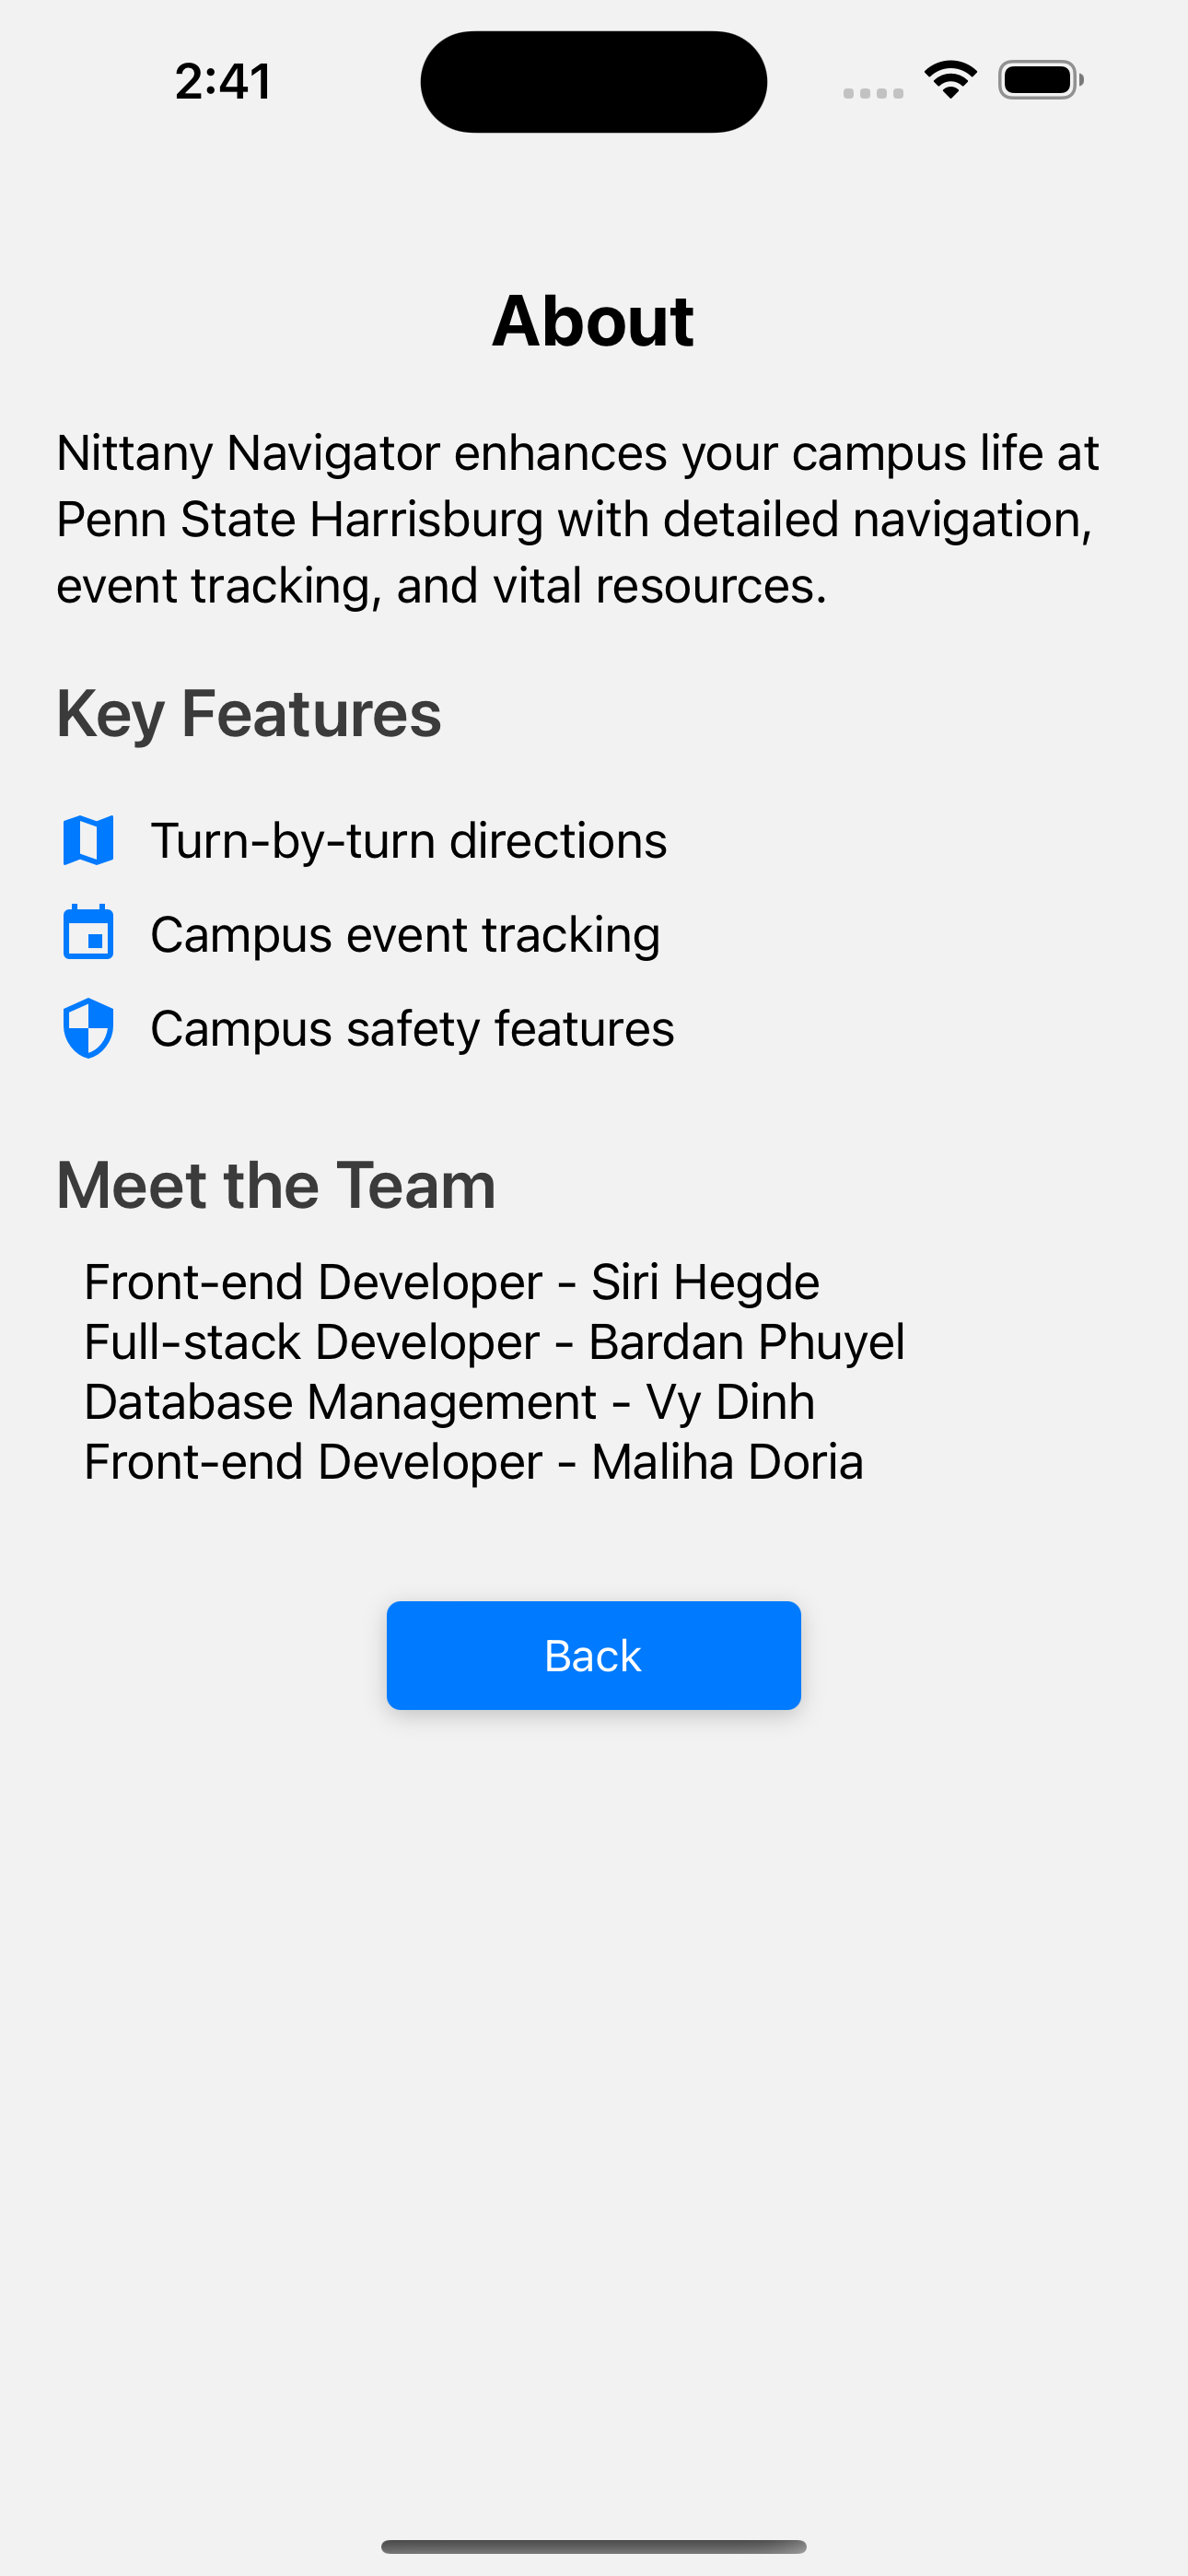 2:41
About
Nittany Navigator enhances your campus life at
Penn State Harrisburg with detailed navigation,
event tracking, and vital resources.
Key Features
Turn-by-turn directions
Campus event tracking
Campus safety features
Meet the Team
Front-end Developer - Siri Hegde
Full-stack Developer - Bardan Phuyel
Database Management - Vy Dinh
Front-end Developer - Maliha Doria
Back